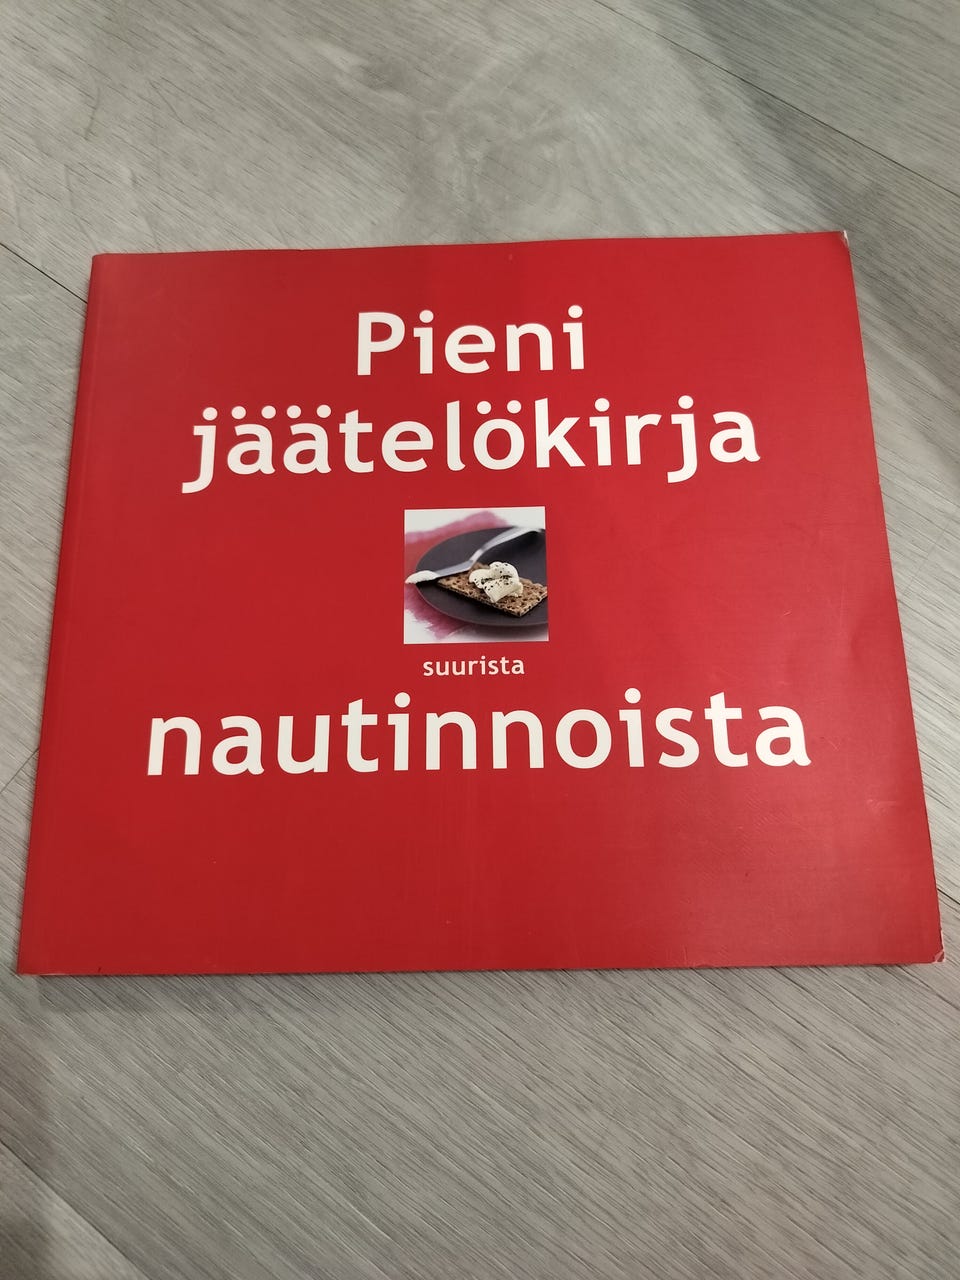 Pieni
jäätelökirja
suurista
nautinnoista